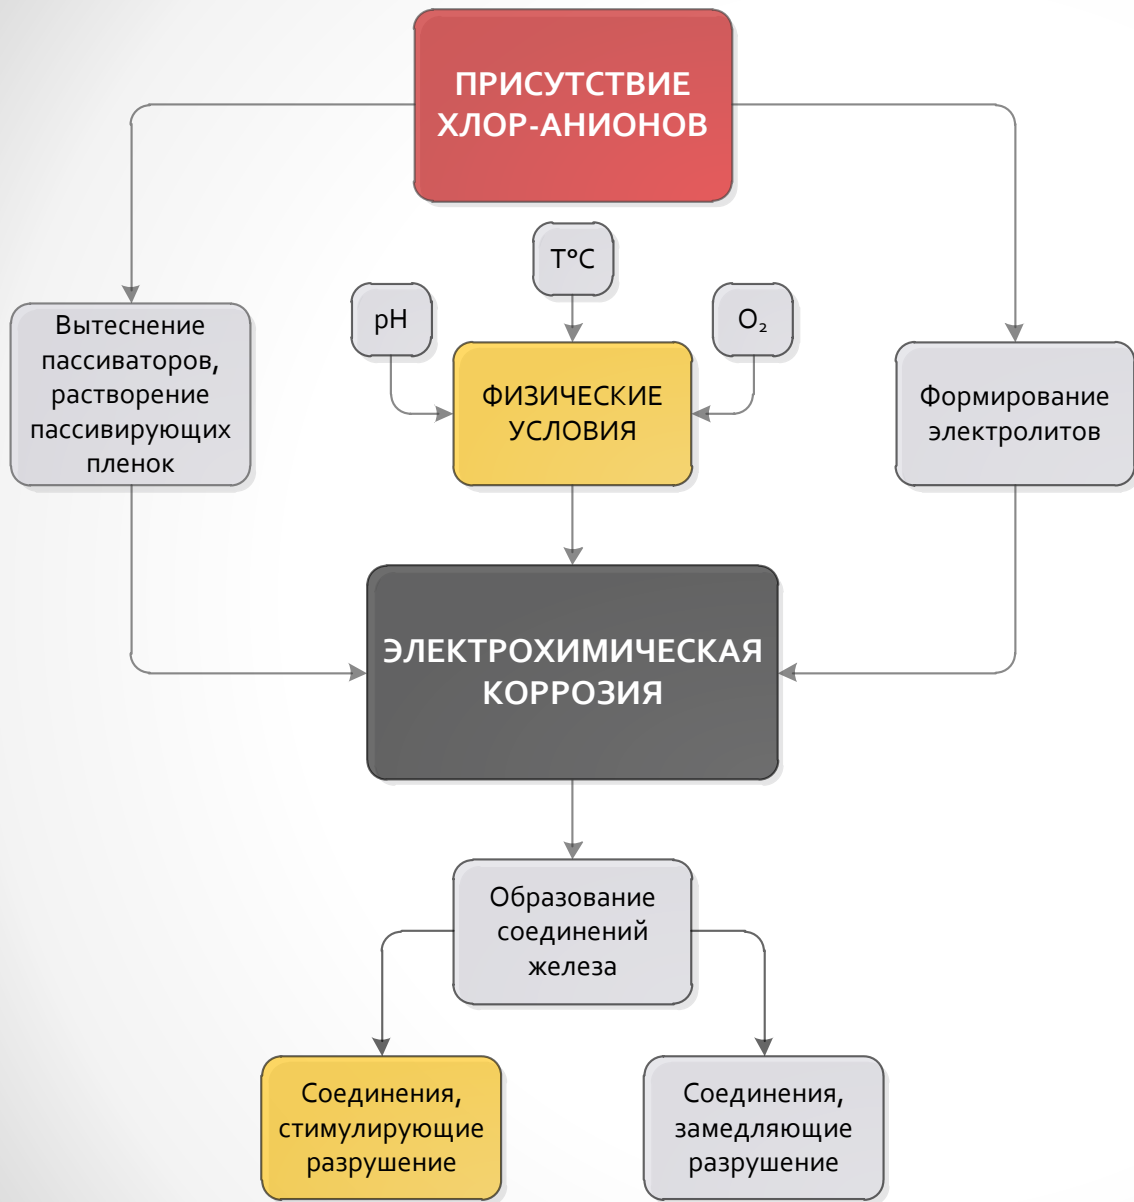 ПРИСУТСТВИЕ
ХЛОР-АНИОНОВ
T°C
pH
O₂
Вытеснение
пассиваторов,
растворение
пассивирующих
пленок
ФИЗИЧЕСКИЕ
УСЛОВИЯ
Формирование
электролитов
ЭЛЕКТРОХИМИЧЕСКАЯ
КОРРОЗИЯ
Образование
соединений
железа
Соединения,
стимулирующие
разрушение
Соединения,
замедляющие
разрушение